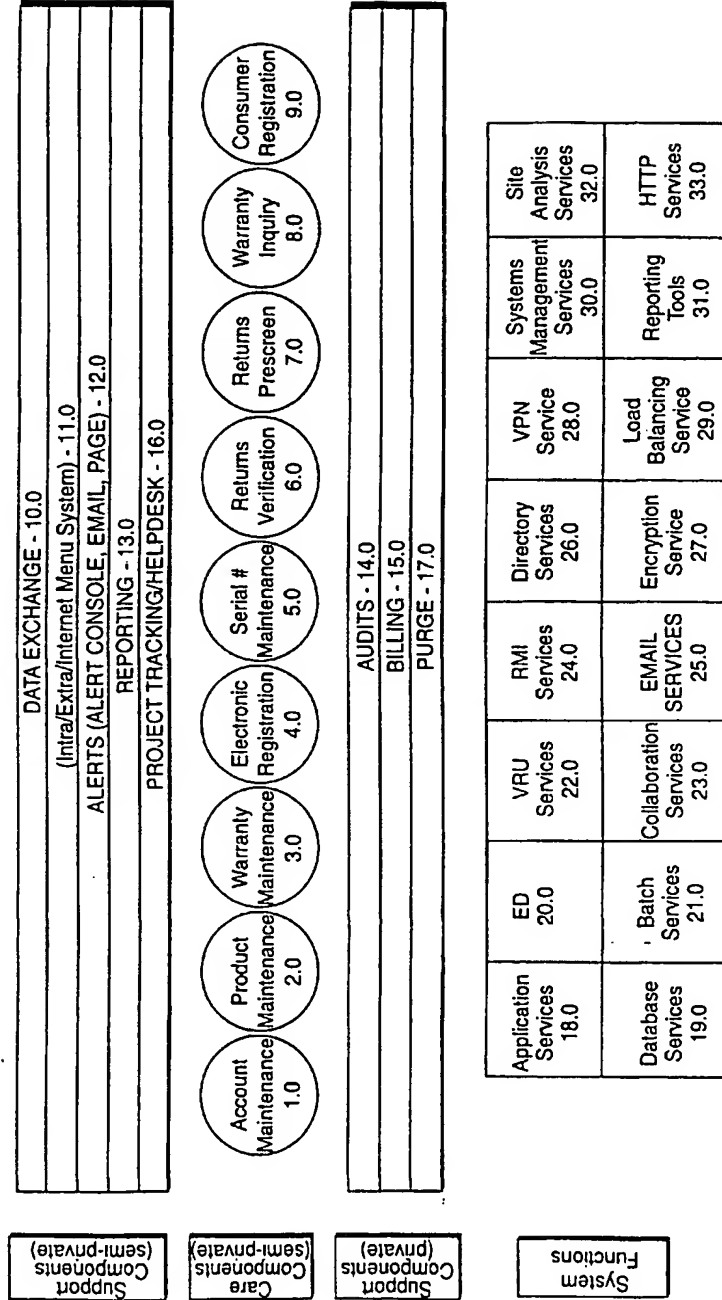 Support
Components
(semi-private)
DATA EXCHANGE - 10.0
(Intra/Extra/Internet Menu System) - 11.0
ALERTS (ALERT CONSOLE, EMAIL, PAGE) - 12.0
REPORTING - 13.0
PROJECT TRACKING/HELPDESK - 16.0
Care
Components
(semi-private)
Account
Maintenance
1.0
Product
Maintenance
2.0
Warranty
Maintenance
3.0
Electronic
Registration
4.0
Serial #
Maintenance
5.0
Returns
Verification
6.0
Returns
Prescreen
7.0
Warranty
Inquiry
8.0
Consumer
Registration
9.0
Support
Components
(private)
AUDITS - 14.0
BILLING - 15.0
PURGE - 17.0
System
Functions
Application
Services
18.0
ED
20.0
VRU
Services
22.0
RMI
Services
24.0
Directory
Services
26.0
VPN
Service
28.0
Systems
Management
Services
30.0
Site
Analysis
Services
32.0
Database
Services
19.0
Batch
Services
21.0
Collaboration
Services
23.0
EMAIL
SERVICES
25.0
Encryption
Service
27.0
Load
Balancing
Service
29.0
Reporting
Tools
31.0
HTTP
Services
33.0